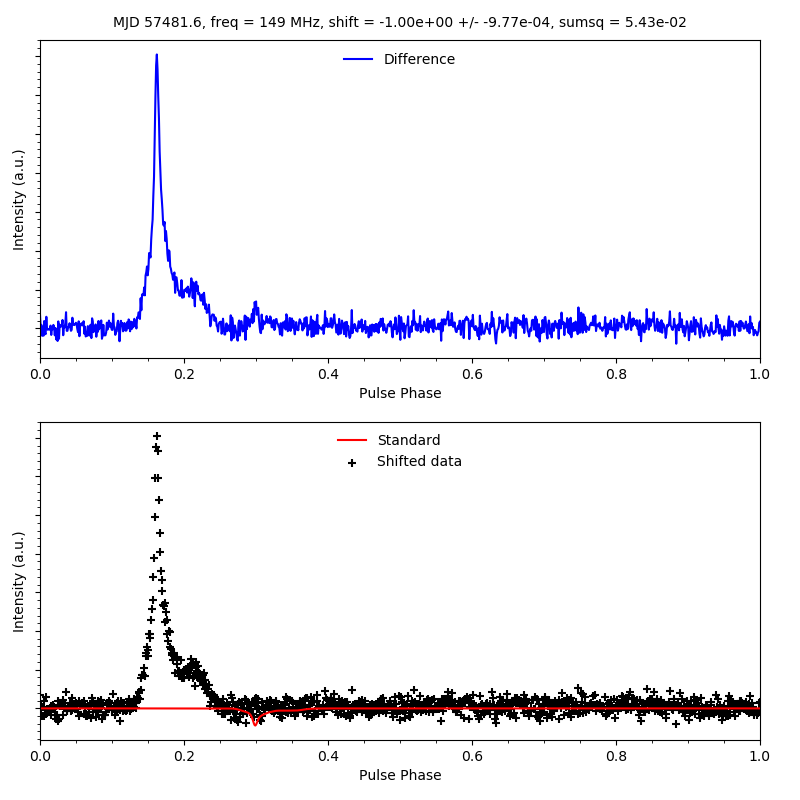 MJD 57481.6, freq = 149 MHz, shift = -1.00e+00 +/- -9.77e-04, sumsq = 5.43e-02
Difference
Intensity (a.u.)
0.0 0.2 0.4 0.6 0.8 1.0
Pulse Phase
Standard
Shifted data
Intensity (a.u.)
0.0 0.2 0.4 0.6 0.8 1.0
Pulse Phase